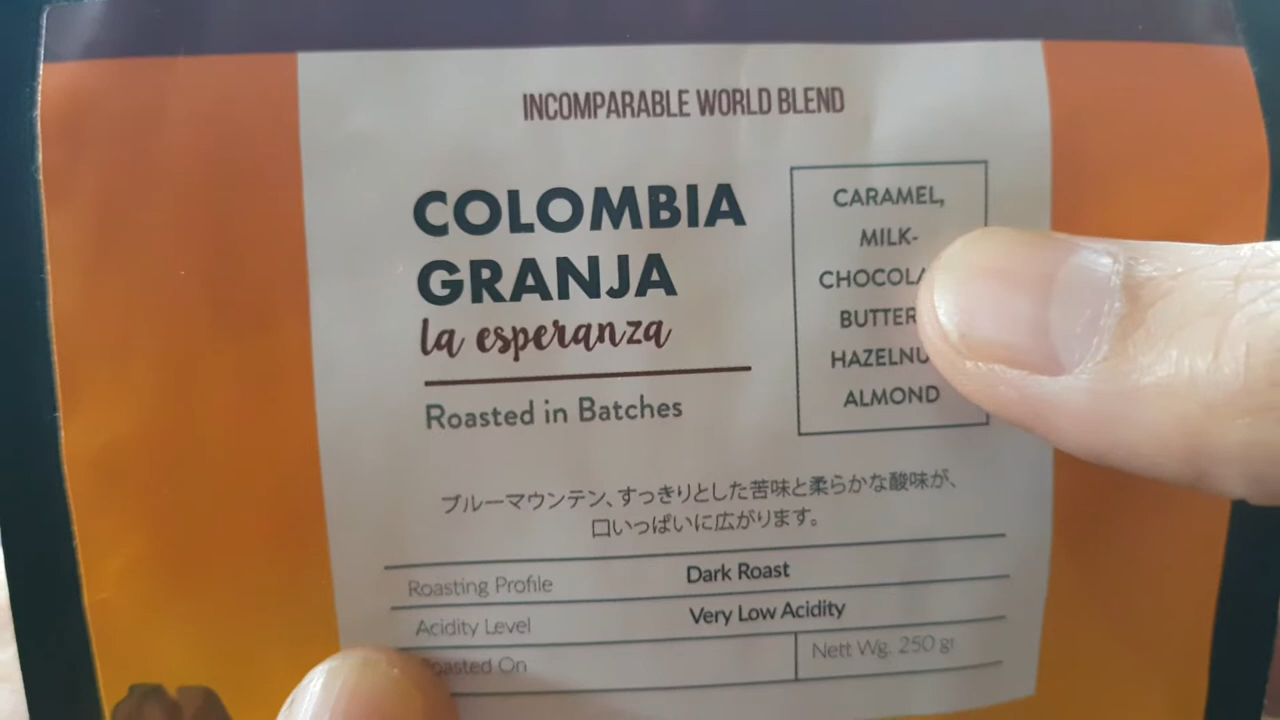 INCOMPARABLE WORLD BLEND
COLOMBIA
GRANJA
la esperanza
Roasted in Batches
CARAMEL,
MILK-
ALMOND
ブルーマウンテン、すっきりとした苦味と柔らかな酸味が、
口いっぱいに広がります。
Roasting Profile Dark Roast
Acidity Level Very Low Acidity
Roasted On Nett Wg. 250 gr